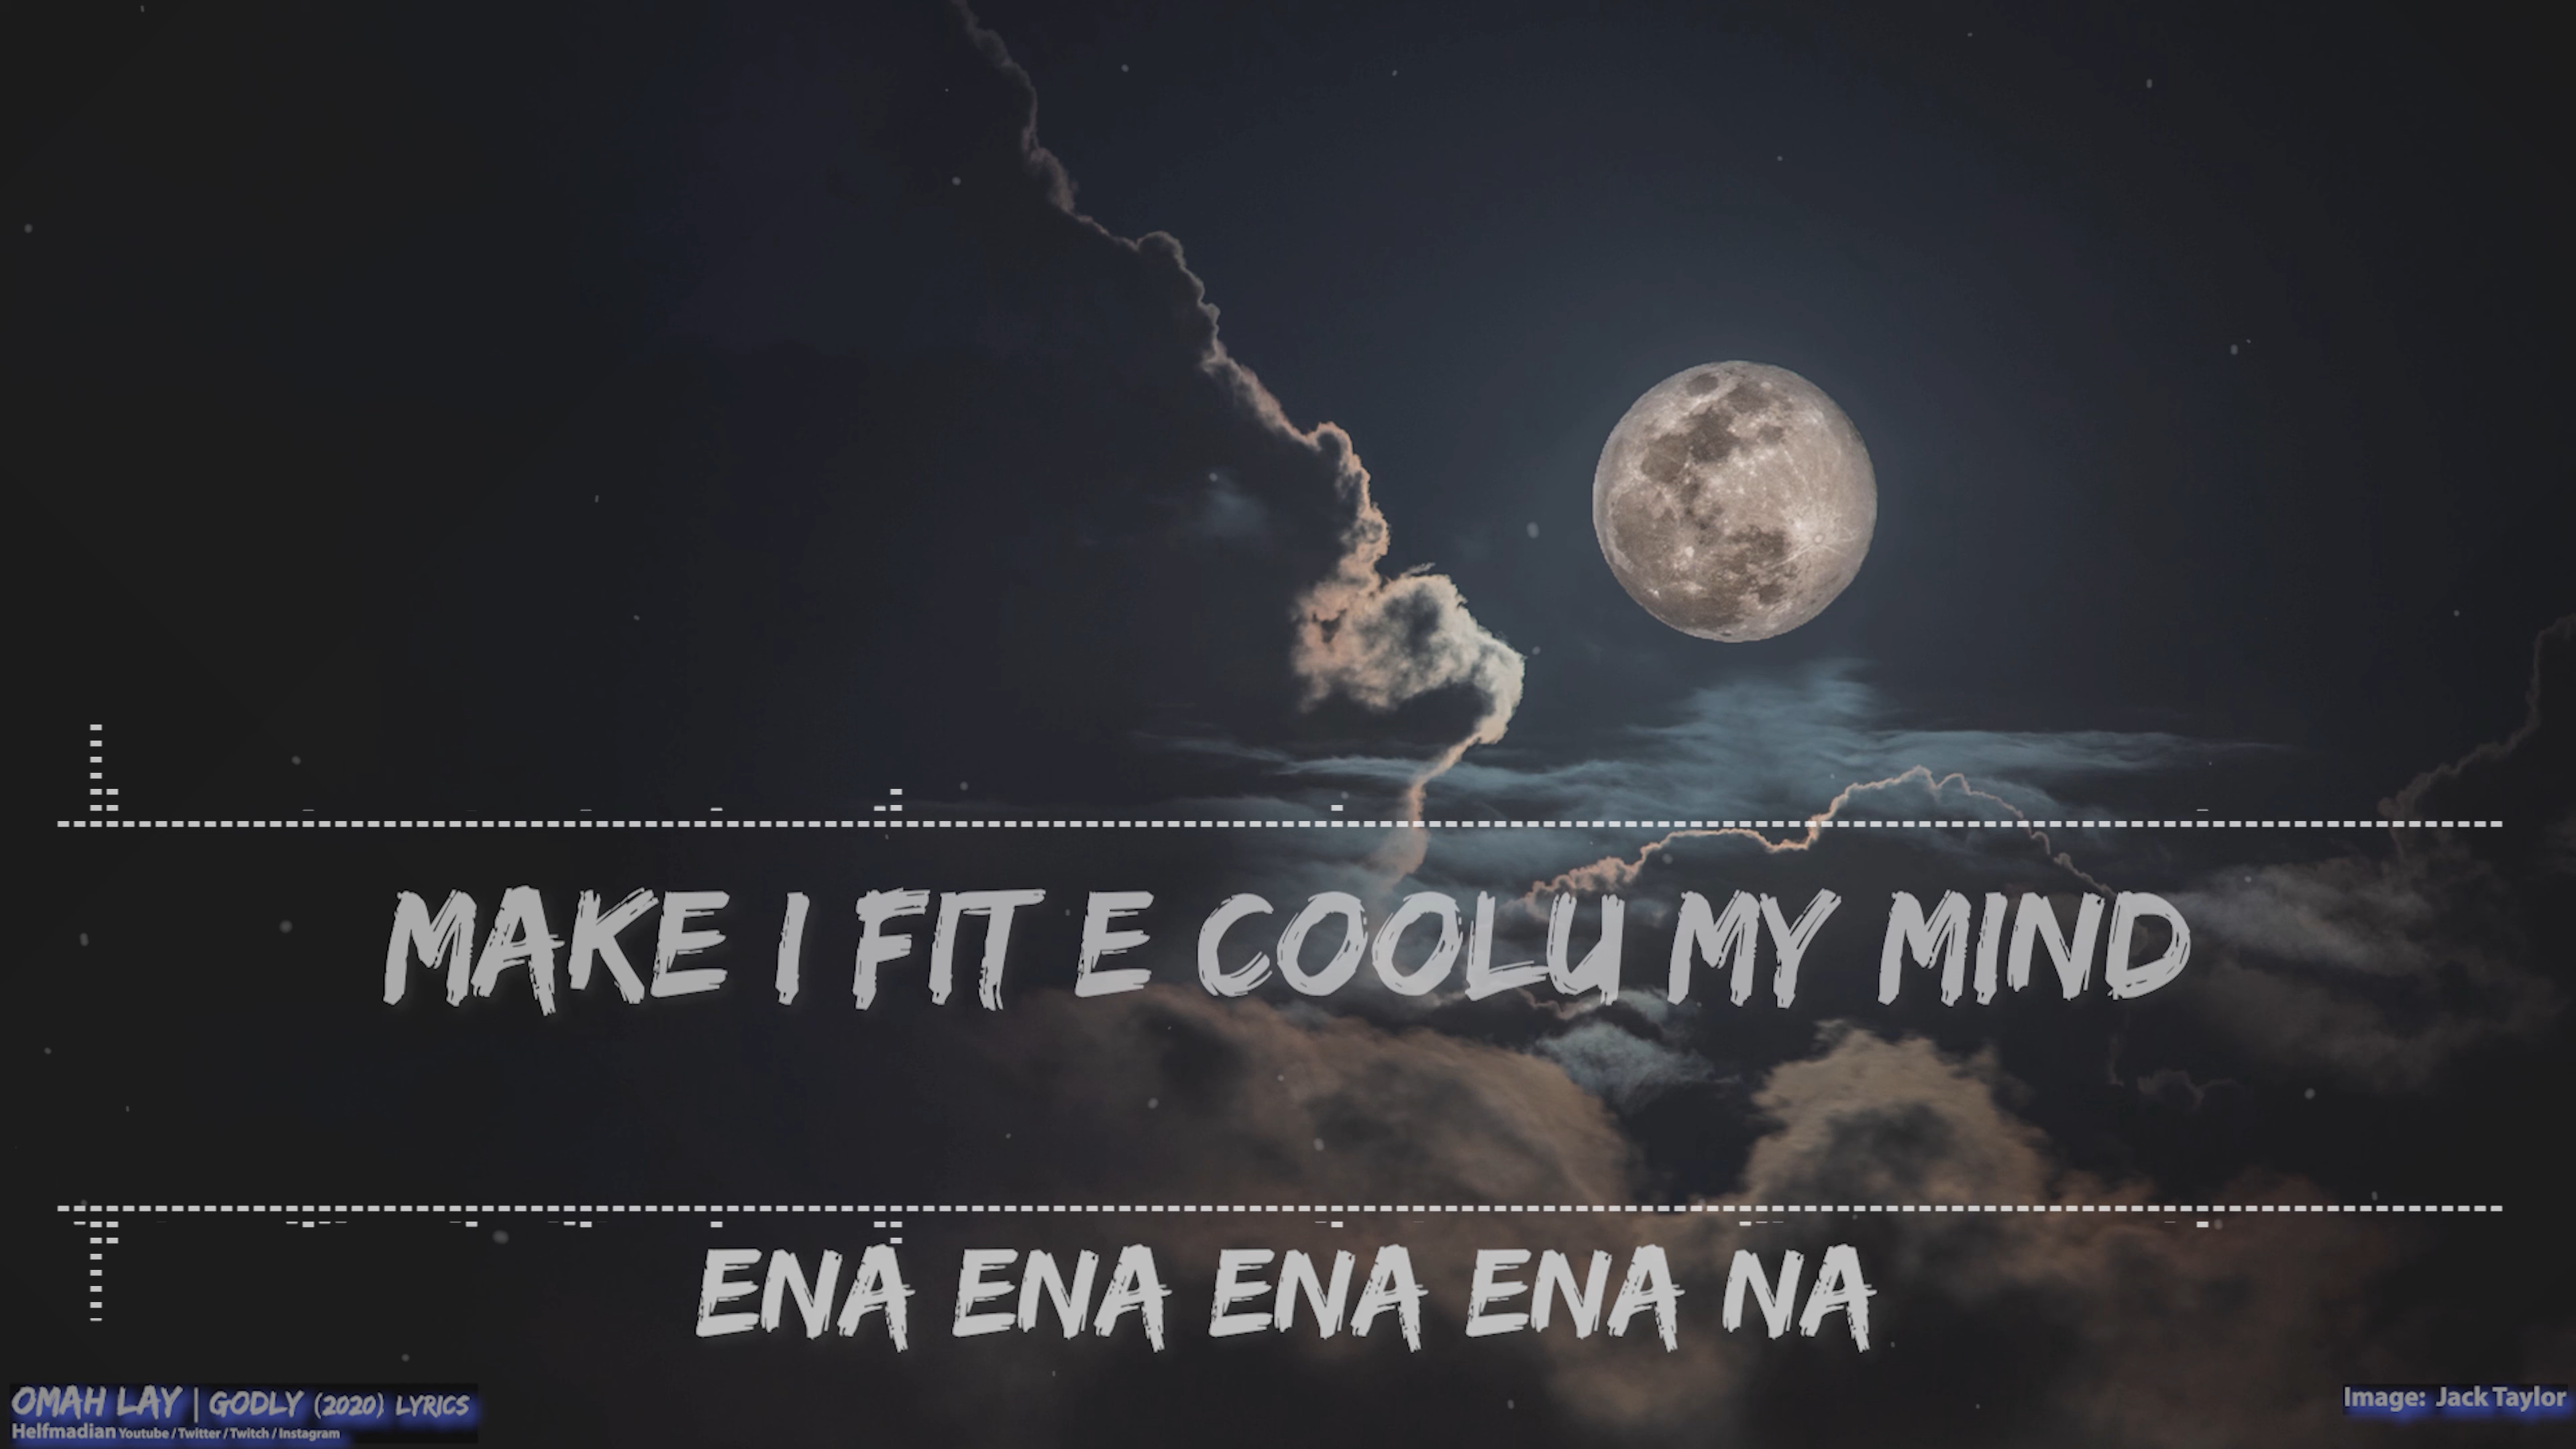 MAKE I FIT E COOLU MY MIND
ENA ENA ENA ENA NA
OMAH LAY | GODLY (2020) LYRICS
Helfmadian Youtube / Twitter / Twitch / Instagram
Image: Jack Taylor